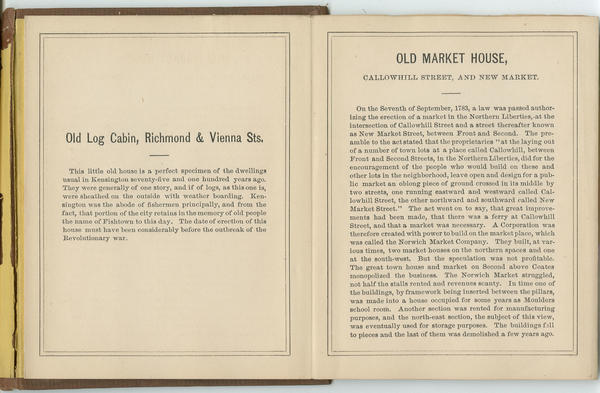 Old Log Cabin, Richmond & Vienna Sts.
This little old house is a perfect specimen of the dwellings
usual in Kensington seventy-five and one hundred years ago.
They were generally of one story, and if of logs, as this one is,
were sheathed on the outside with weather boarding. Ken-
sington was the abode of fishermen principally, and from the
fact, that portion of the city retains in the memory of old people
the name of Fishtown to this day. The date of erection of this
house must have been considerably before the outbreak of the
Revolutionary war.
OLD MARKET HOUSE,
CALLOWHILL STREET, AND NEW MARKET.
On the Seventh of September, 1783, a law was passed author-
izing the erection of a market in the Northern Liberties, at the
intersection of Callowhill Street and a street thereafter known
as New Market Street, between Front and Second. The pre-
amble to the act stated that the proprietaries "at the laying out
of a number of town lots at a place called Callowhill, between
Front and Second Streets, in the Northern Liberties, did for the
encouragement of the people who would build on these and
other lots in the neighborhood, leave open and design for a pub-
lic market an oblong piece of ground crossed in its middle by
two streets, one running eastward and westward called Cal-
lowhill Street, the other northward and southward called New
Market Street." The act went on to say, that great improve-
ments had been made, that there was a ferry at Callowhill
Street, and that a market was necessary. A Corporation was
therefore created with power to build on the market place, which
was called the Norwich Market Company. They built, at var-
ious times, two market houses on the northern spaces and one
at the south-west. But the speculation was not profitable.
The great town house and market on Second above Coates
monopolized the business. The Norwich Market struggled,
not half the stalls rented and revenues scanty. In time one of
the buildings, by framework being inserted between the pillars,
was made into a house occupied for some years as Moulders
school room. Another section was rented for manufacturing
purposes, and the north-east section, the subject of this view,
was eventually used for storage purposes. The buildings fell
to pieces and the last of them was demolished a few years ago.